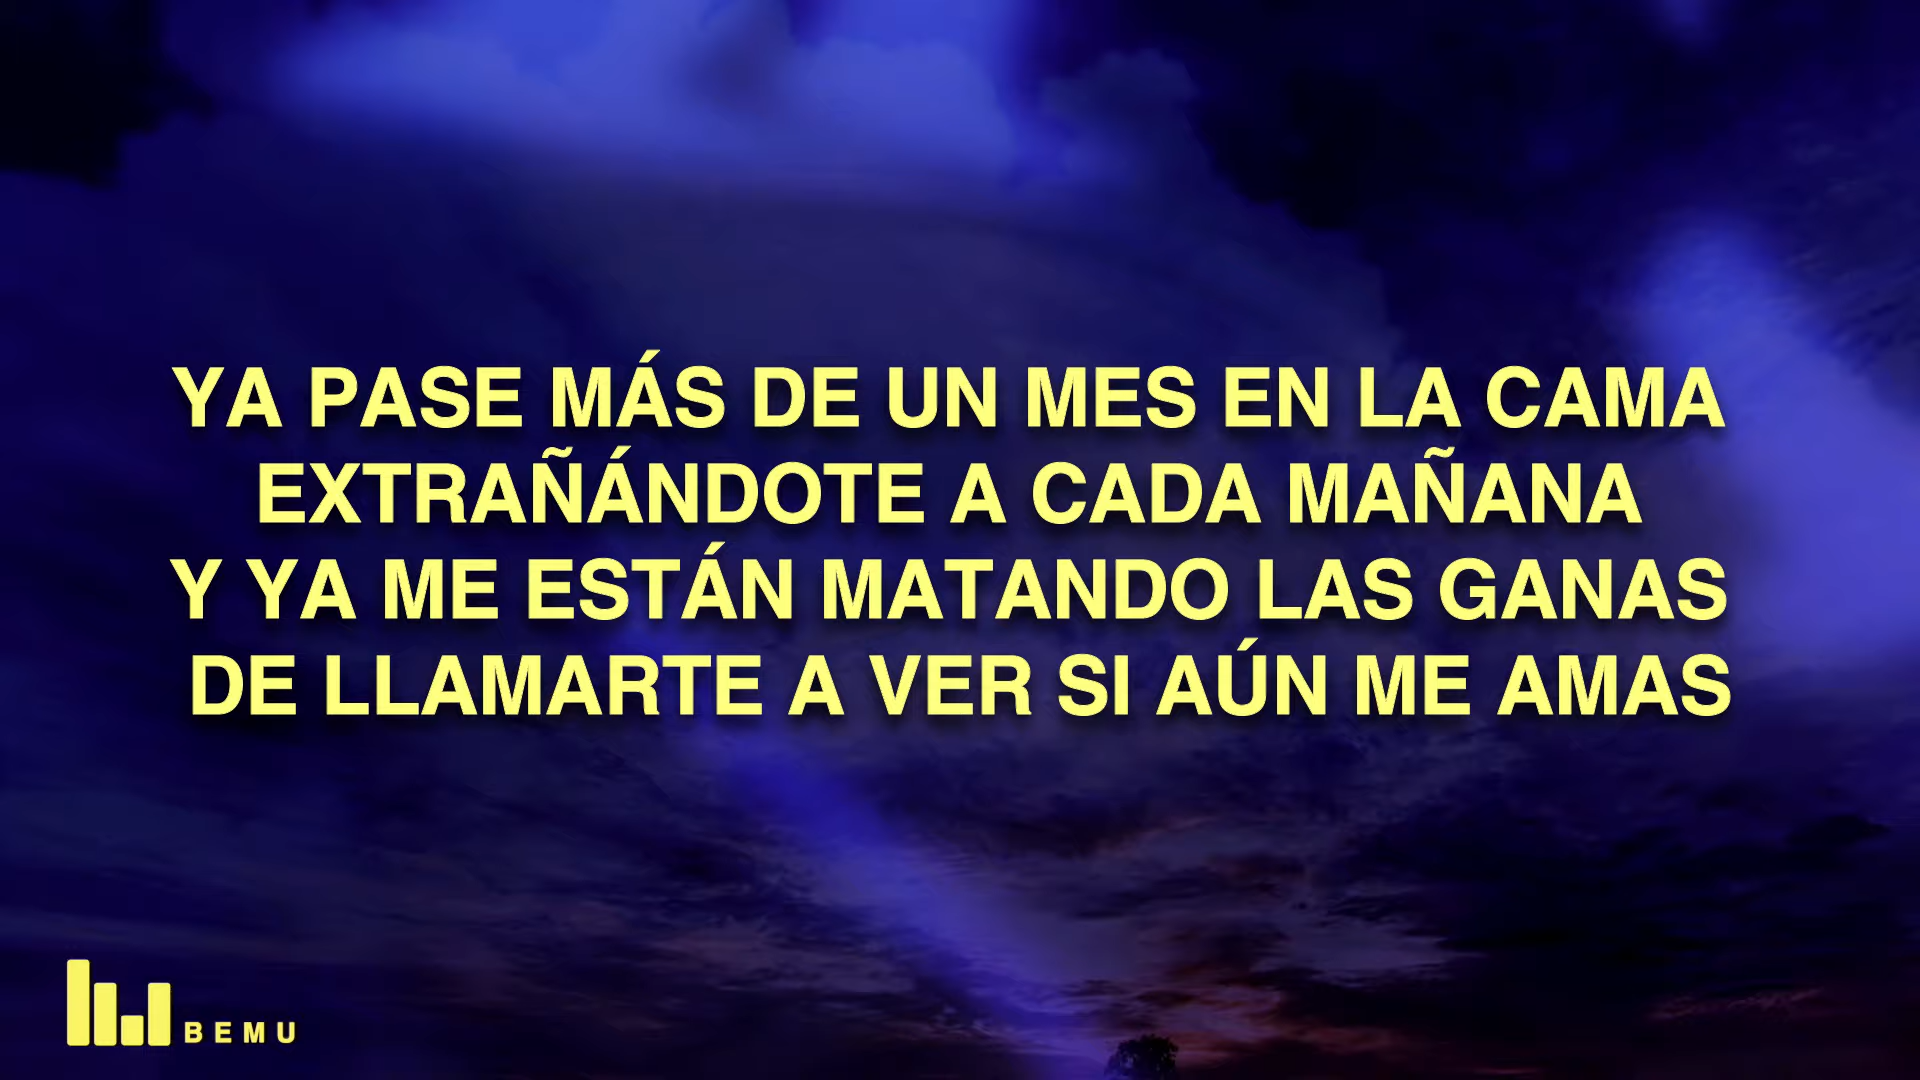 YA PASE MÁS DE UN MES EN LA CAMA
EXTRAÑÁNDOTE A CADA MAÑANA
Y YA ME ESTÁN MATANDO LAS GANAS
DE LLAMARTE A VER SI AÚN ME AMAS
BEMU